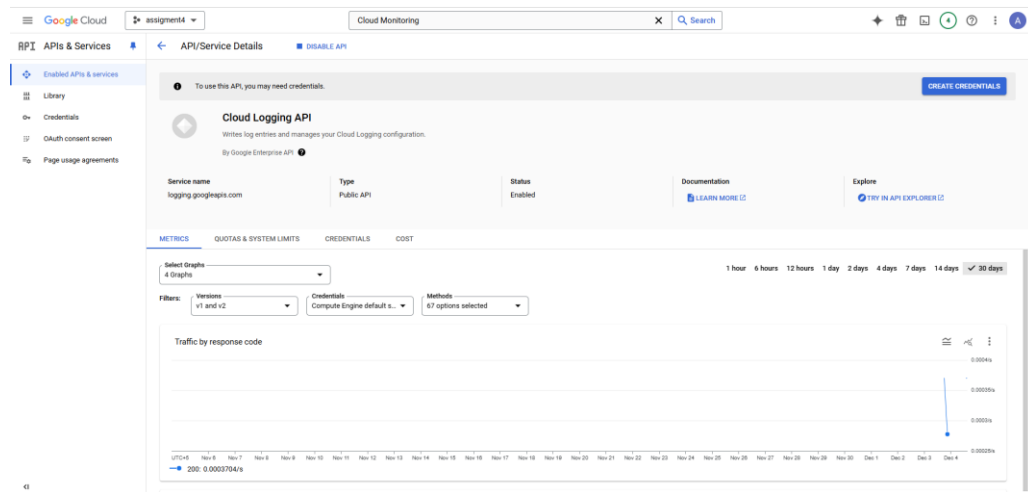 Google Cloud
assigment4
Cloud Monitoring
Search
4
A
API APIs & Services
API/Service Details
DISABLE API
Enabled APIs & services
Library
Credentials
OAuth consent screen
Page usage agreements
To use this API, you may need credentials.
CREATE CREDENTIALS
Cloud Logging API
Writes log entries and manages your Cloud Logging configuration.
By Google Enterprise API
Service name
logging.googleapis.com
Type
Public API
Status
Enabled
Documentation
LEARN MORE
Explore
TRY IN API EXPLORER
METRICS QUOTAS & SYSTEM LIMITS CREDENTIALS COST
Select Graphs
4 Graphs
1 hour 6 hours 12 hours 1 day 2 days 4 days 7 days 14 days 30 days
Filters:
Versions
v1 and v2
Credentials
Compute Engine default s...
Methods
67 options selected
Traffic by response code
0.0004/s
0.00035/s
0.0003/s
0.00025/s
UTC+5 Nov 6 Nov 7 Nov 8 Nov 9 Nov 10 Nov 11 Nov 12 Nov 13 Nov 14 Nov 15 Nov 16 Nov 17 Nov 18 Nov 19 Nov 20 Nov 21 Nov 22 Nov 23 Nov 24 Nov 25 Nov 26 Nov 27 Nov 28 Nov 29 Nov 30 Dec 1 Dec 2 Dec 3 Dec 4
200: 0.0003704/s